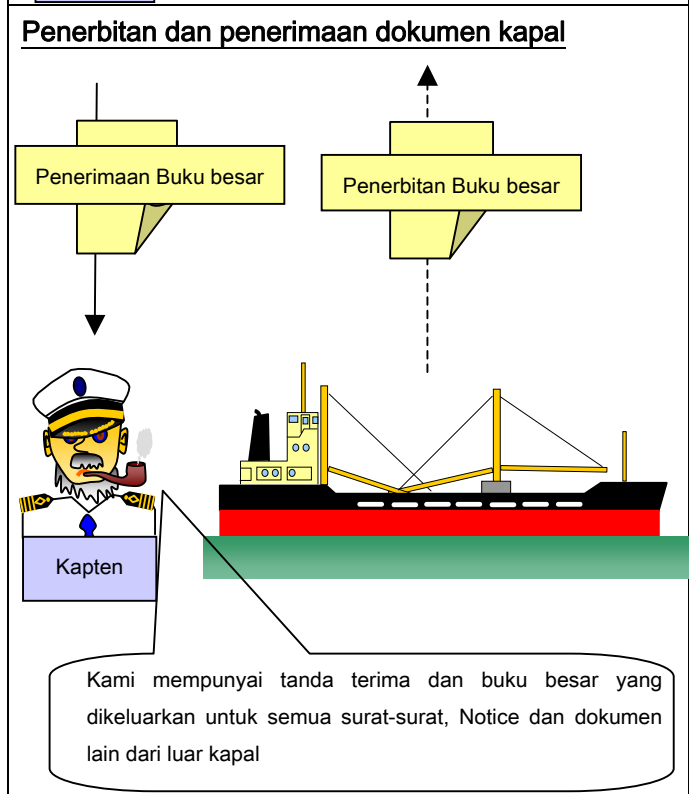 Penerbitan dan penerimaan dokumen kapal
Penerimaan Buku besar
Penerbitan Buku besar
Kapten
Kami mempunyai tanda terima dan buku besar yang
dikeluarkan untuk semua surat-surat, Notice dan dokumen
lain dari luar kapal